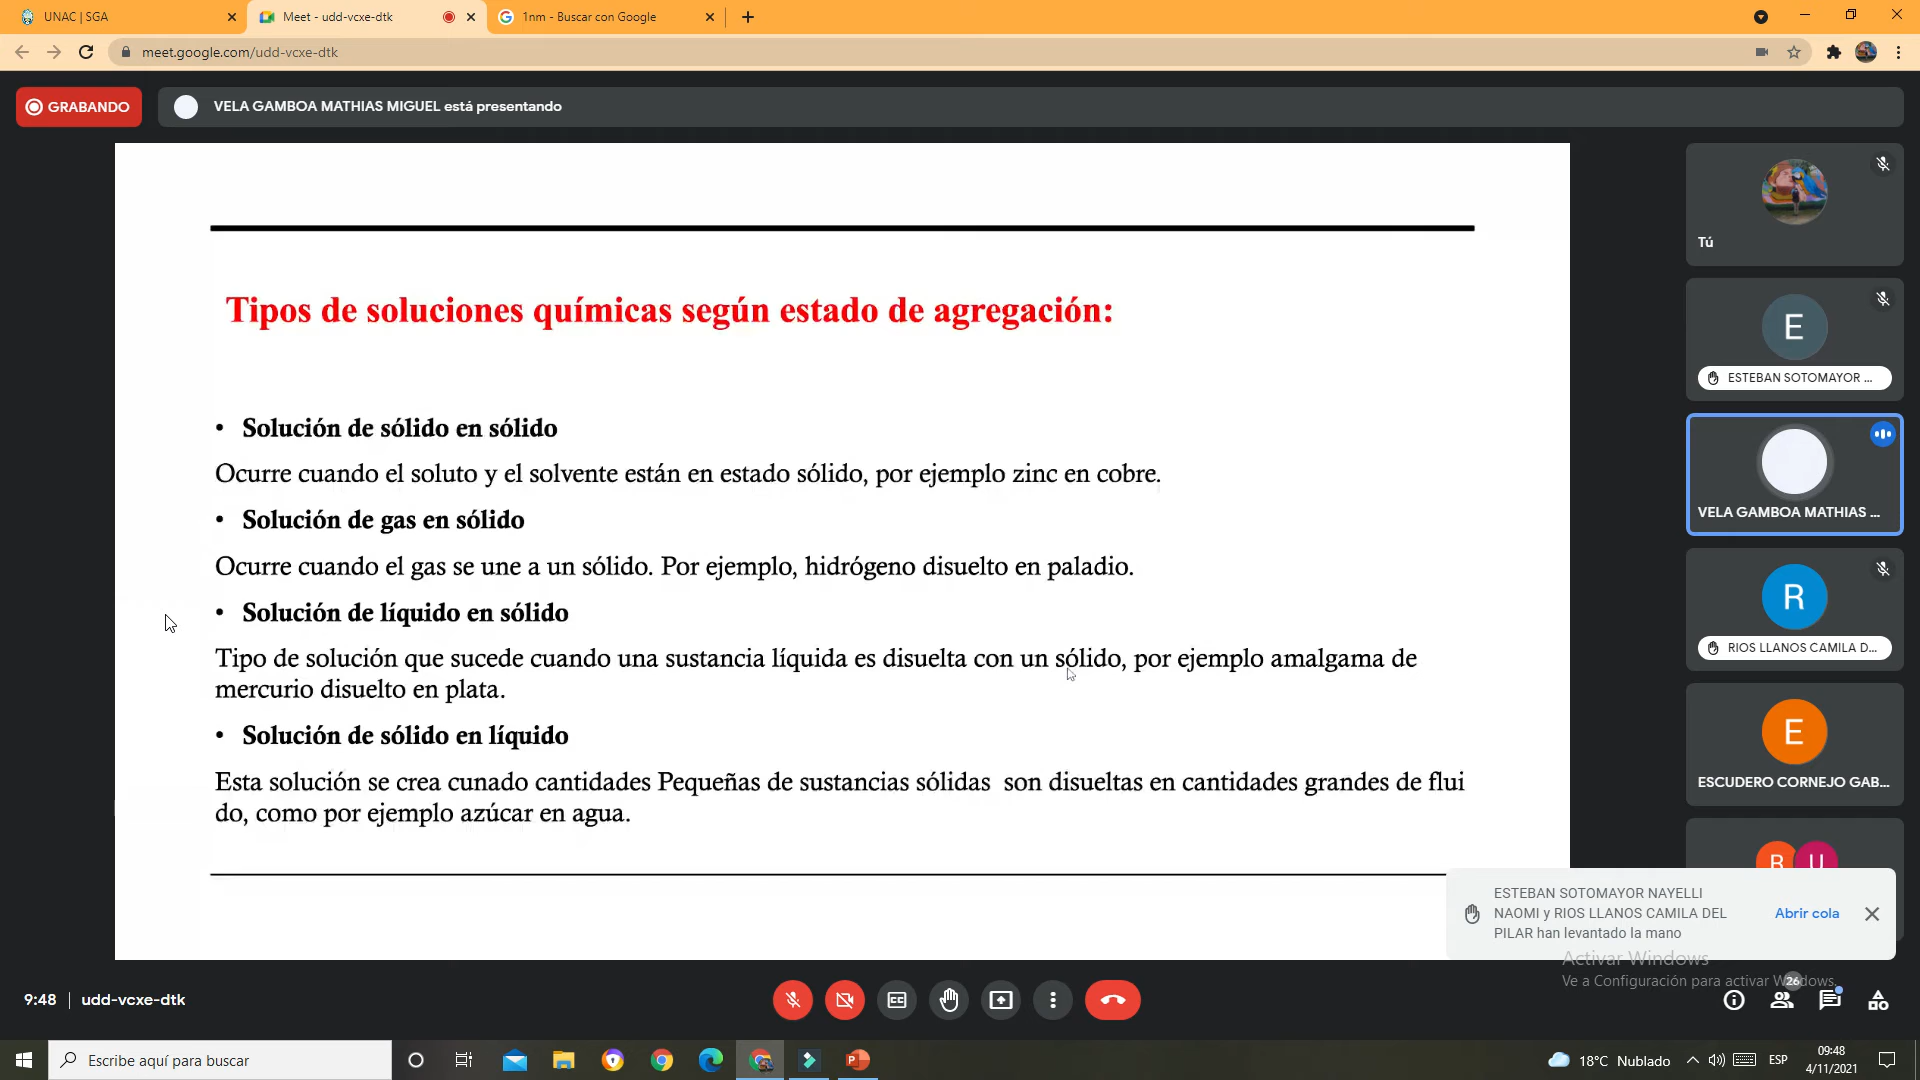 UNAC | SGA
Meet - udd-vcxe-dtk
1nm - Buscar con Google
meet.google.com/udd-vcxe-dtk
GRABANDO
VELA GAMBOA MATHIAS MIGUEL está presentando
Tipos de soluciones químicas según estado de agregación:
• Solución de sólido en sólido
Ocurre cuando el soluto y el solvente están en estado sólido, por ejemplo zinc en cobre.
• Solución de gas en sólido
Ocurre cuando el gas se une a un sólido. Por ejemplo, hidrógeno disuelto en paladio.
• Solución de líquido en sólido
Tipo de solución que sucede cuando una sustancia líquida es disuelta con un sólido, por ejemplo amalgama de
mercurio disuelto en plata.
• Solución de sólido en líquido
Esta solución se crea cunado cantidades Pequeñas de sustancias sólidas son disueltas en cantidades grandes de flui
do, como por ejemplo azúcar en agua.
Tú
E
ESTEBAN SOTOMAYOR ...
VELA GAMBOA MATHIAS ...
R
RIOS LLANOS CAMILA D...
E
ESCUDERO CORNEJO GAB...
R U
ESTEBAN SOTOMAYOR NAYELLI
NAOMI y RIOS LLANOS CAMILA DEL
PILAR han levantado la mano
Abrir cola
Activar Windows
Ve a Configuración para activar Windows.
9:48 | udd-vcxe-dtk
26
Escribe aquí para buscar
18°C Nublado
ESP
09:48
4/11/2021